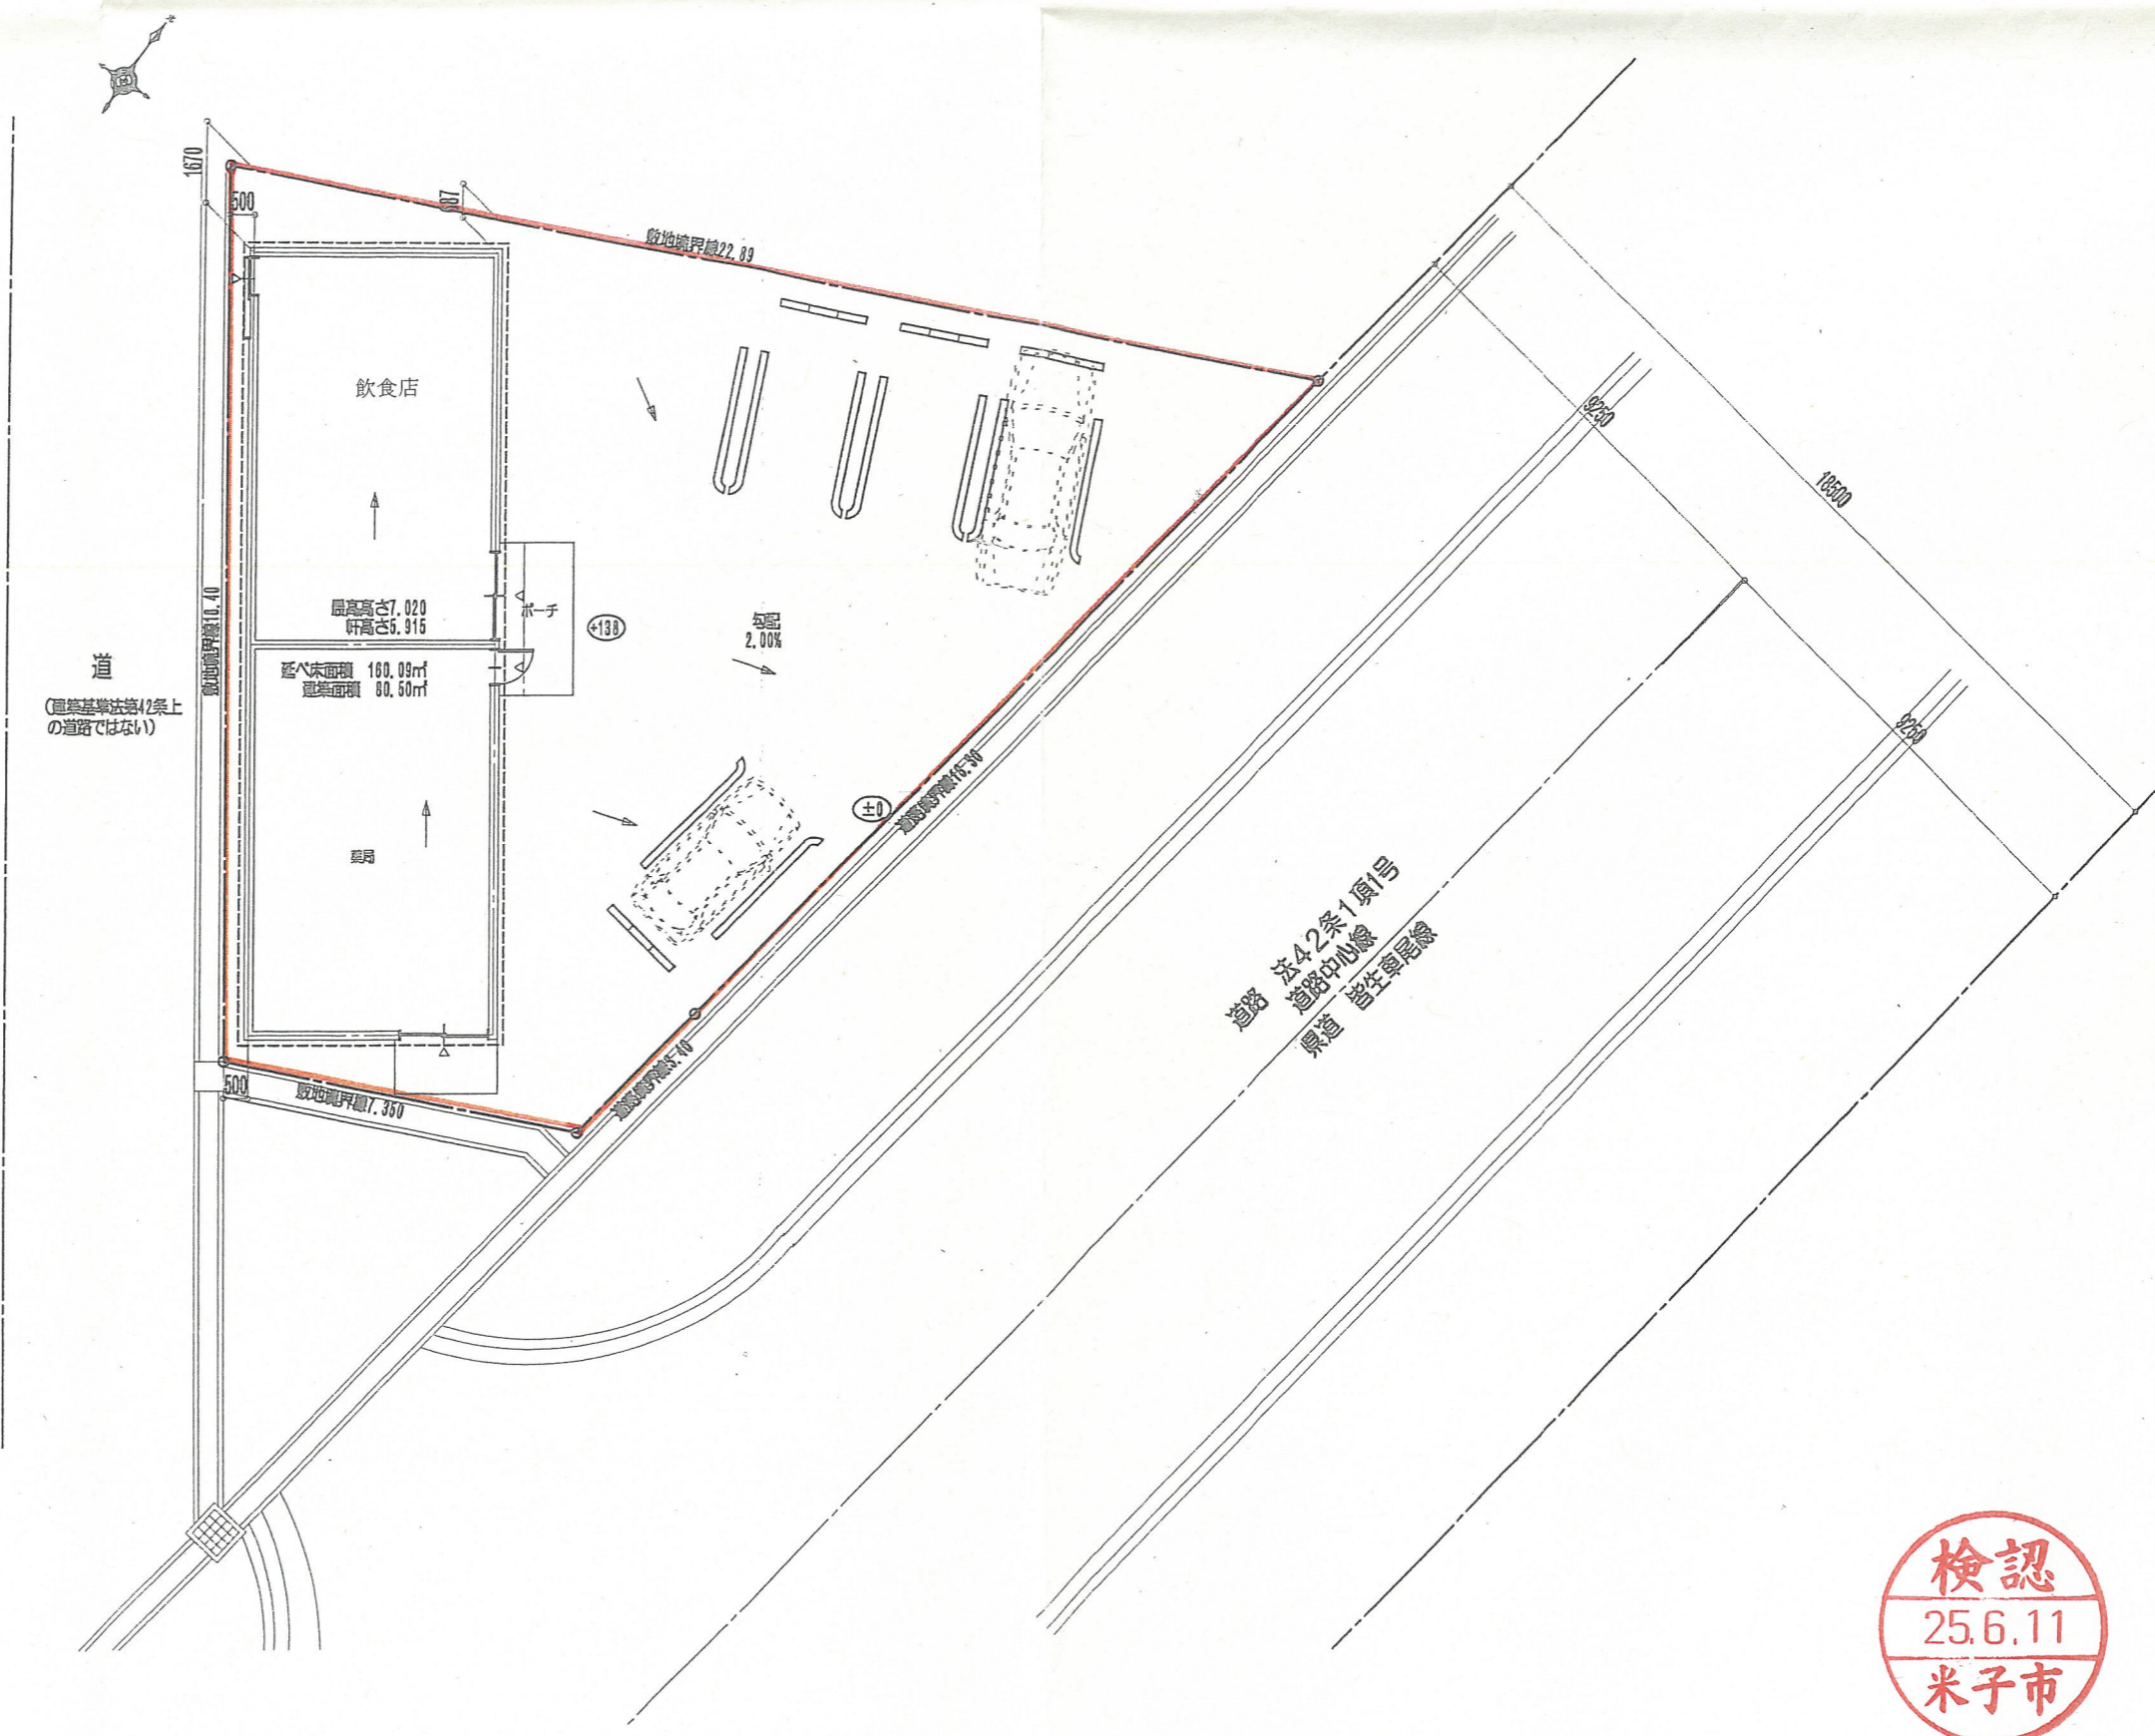 1670
500
敷地境界線22.89
飲食店
9250
18500
最高高さ7.020
軒高さ5.915
ポーチ
+138
勾配
2.00%
道
(建築基準法第42条上
の道路ではない)
延べ床面積 160.09㎡
建築面積 80.50㎡
9250
薬局
±0
道路 法42条1項1号
道路中心線
県道 皆生車尾線
500
敷地境界線7.350
道路境界線5.40
検認
25.6.11
米子市